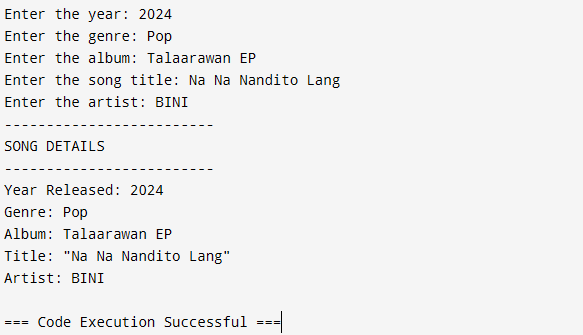 Enter the year: 2024
Enter the genre: Pop
Enter the album: Talaarawan EP
Enter the song title: Na Na Nandito Lang
Enter the artist: BINI
-------------------------
SONG DETAILS
-------------------------
Year Released: 2024
Genre: Pop
Album: Talaarawan EP
Title: "Na Na Nandito Lang"
Artist: BINI
=== Code Execution Successful ===